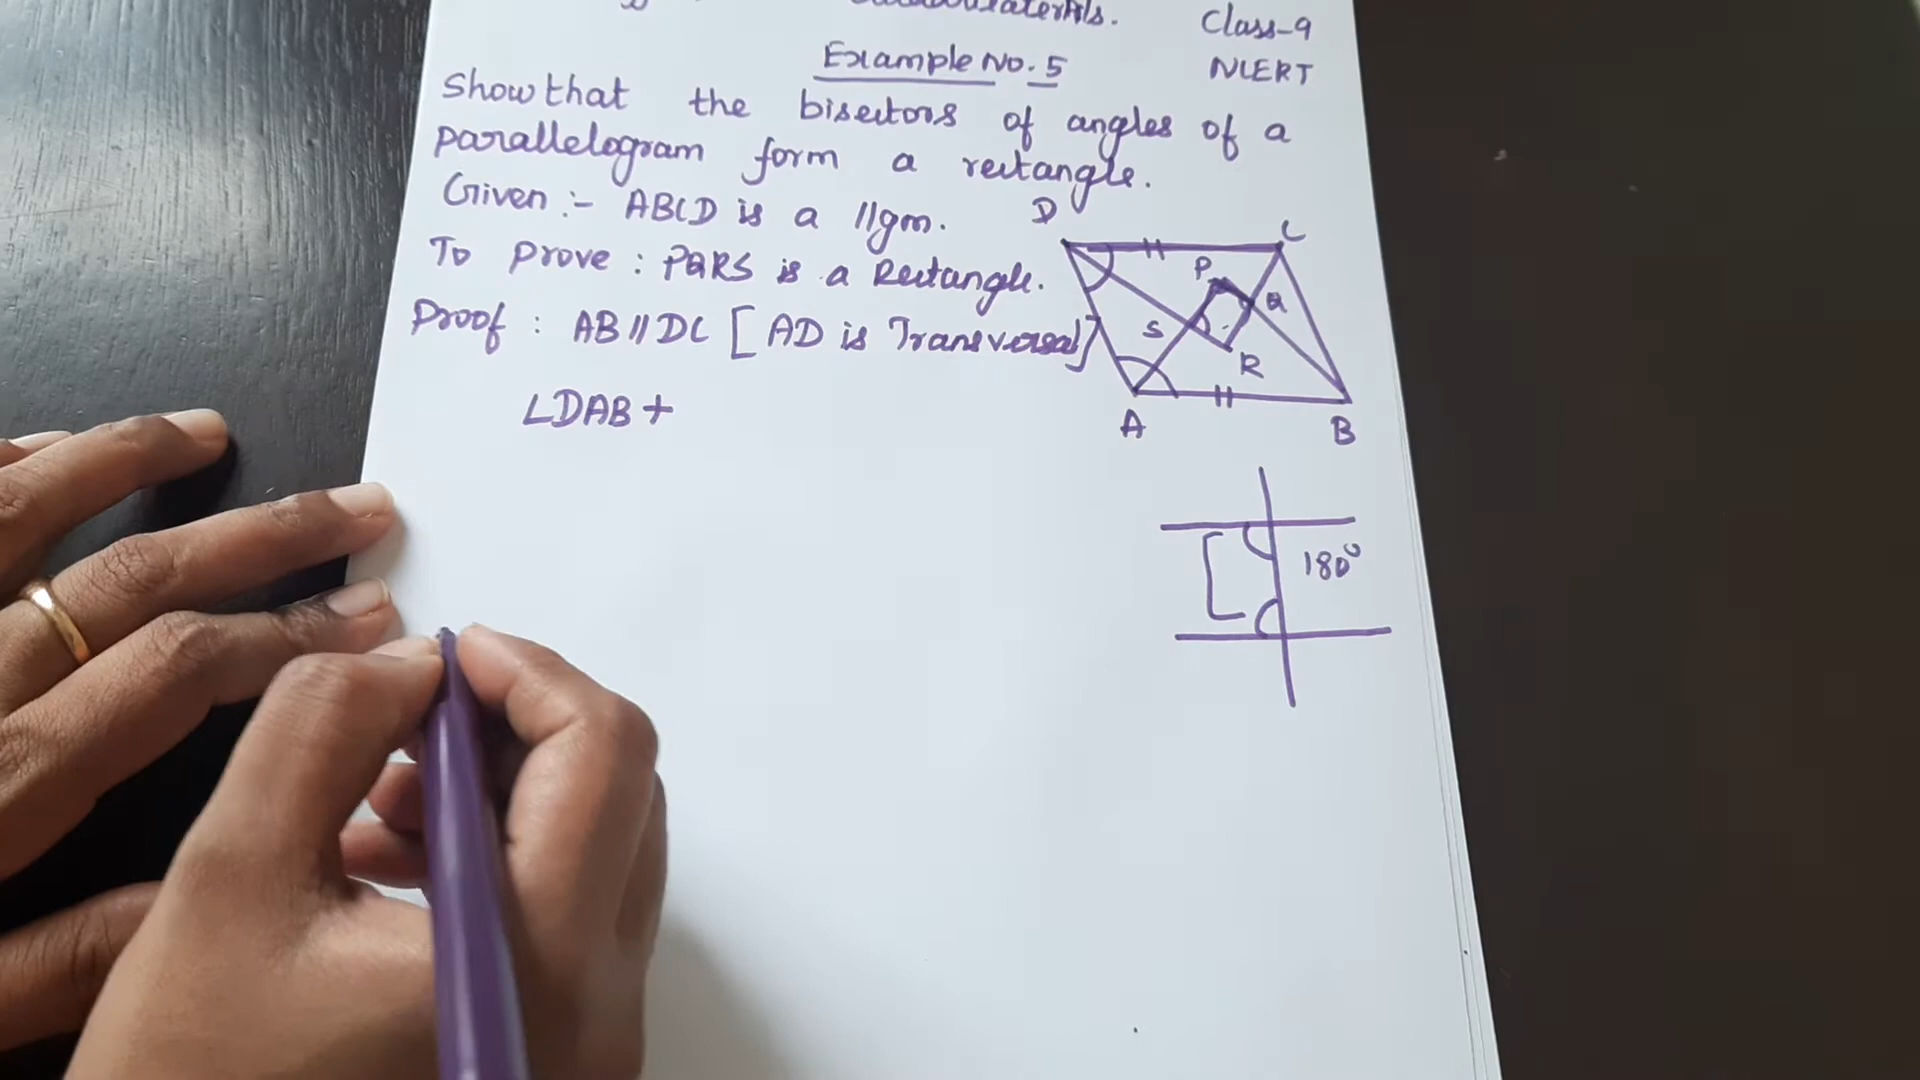 Class-9
Example No. 5
NCERT
Show that the bisectors of angles of a
parallelogram form a rectangle.
Given :- ABCD is a //gm.
To prove : PQRS is a Rectangle.
Proof : AB // DC [ AD is Transversal]
∠DAB +
D
C
P
Q
S
R
A
B
180°